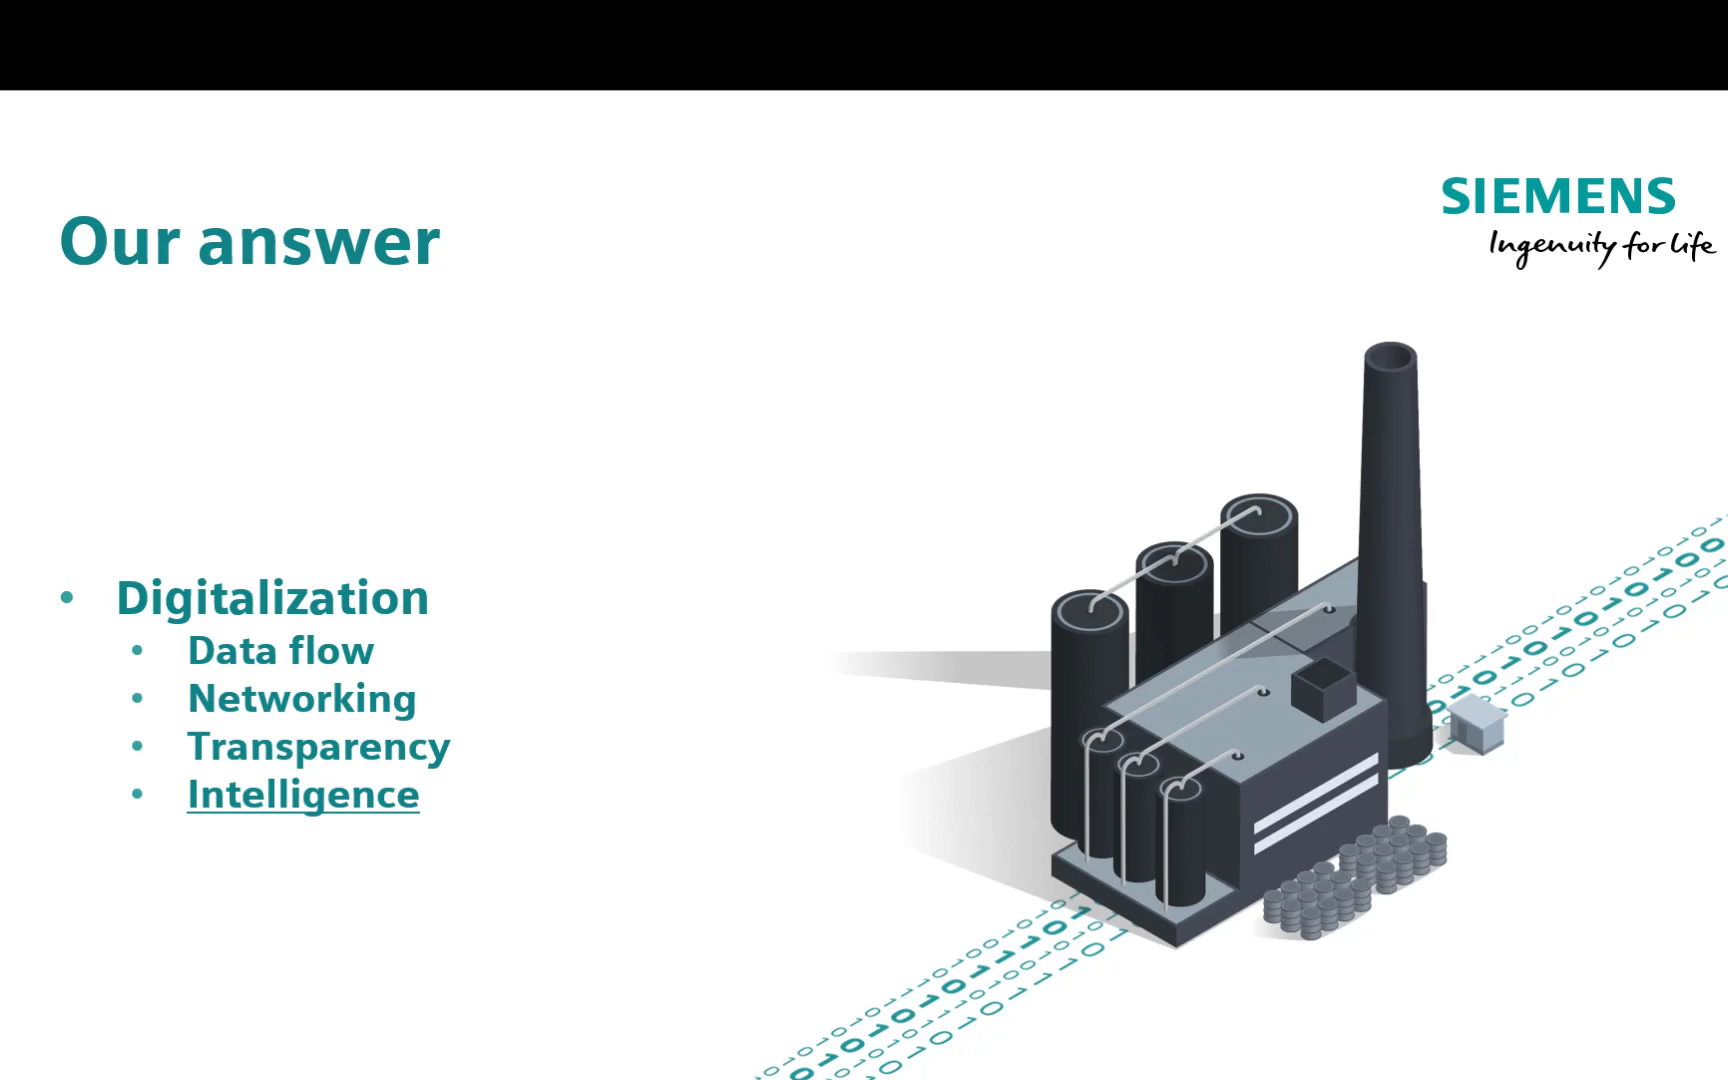 SIEMENS
Ingenuity for life
Our answer
• Digitalization
• Data flow
• Networking
• Transparency
• Intelligence